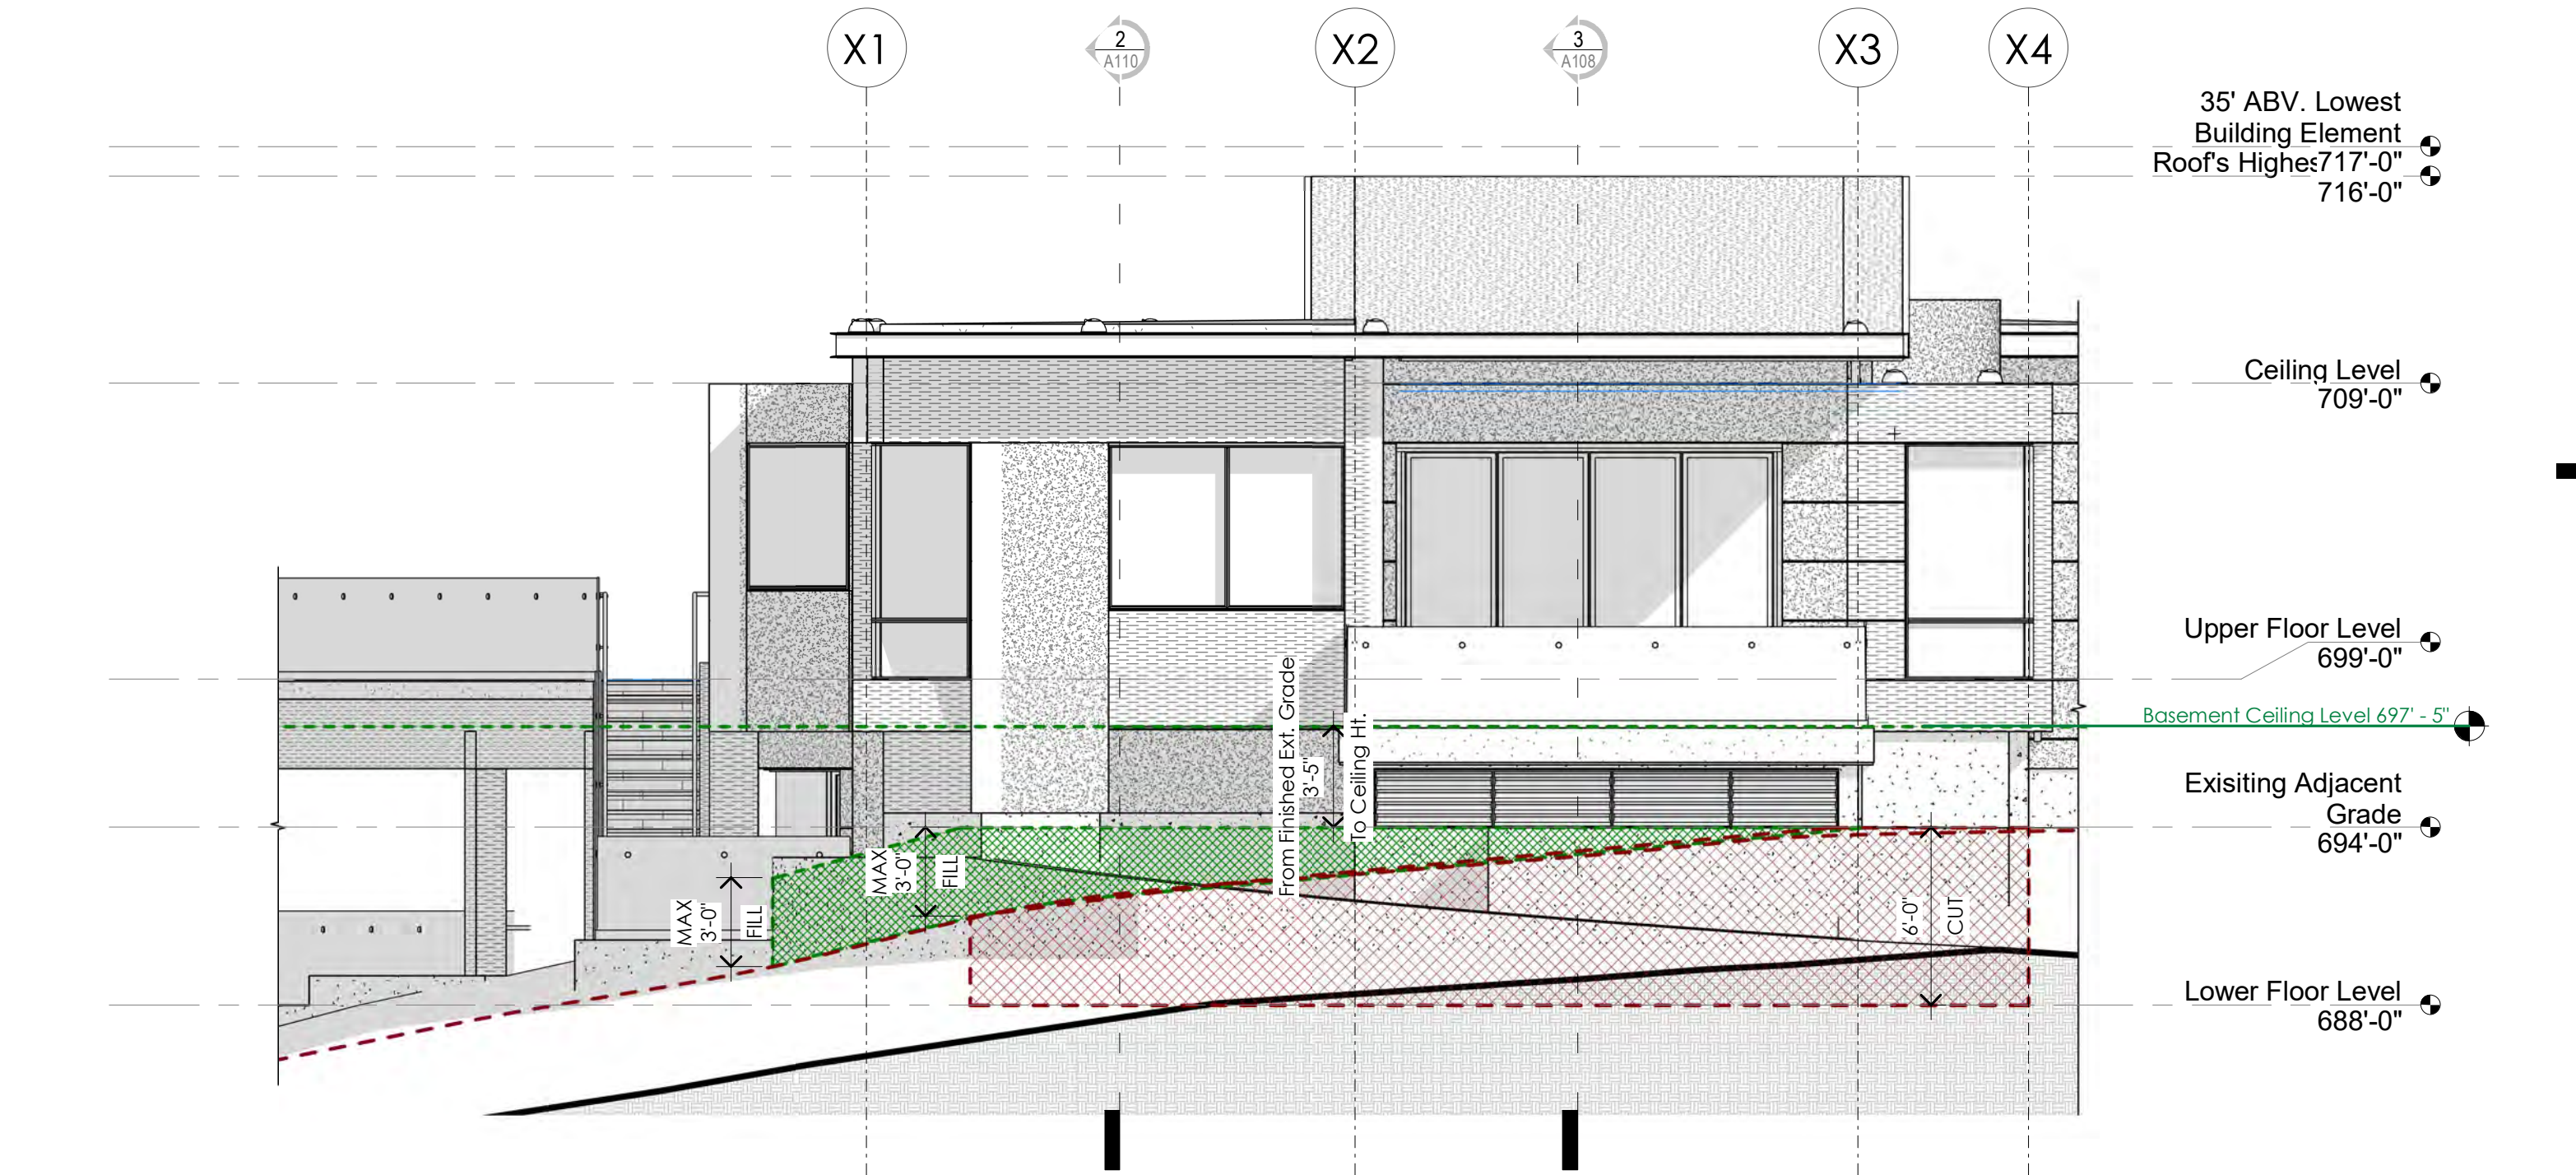 X1
2
A110
X2
3
A108
X3
X4
35' ABV. Lowest
Building Element
717'-0"
Roof's Highes
716'-0"
Ceiling Level
709'-0"
Upper Floor Level
699'-0"
Basement Ceiling Level 697' - 5"
Exisiting Adjacent
Grade
694'-0"
Lower Floor Level
688'-0"
MAX
3'-0"
FILL
MAX
3'-0"
FILL
From Finished Ext. Grade
3'-5"
To Ceiling Ht.
6'-0"
CUT